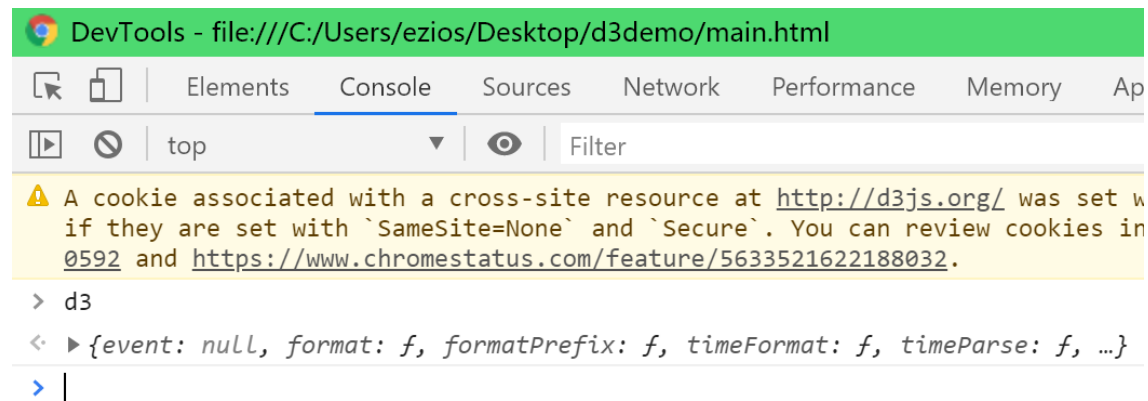 DevTools - file:///C:/Users/ezios/Desktop/d3demo/main.html
Elements Console Sources Network Performance Memory Ap
top Filter
A cookie associated with a cross-site resource at http://d3js.org/ was set w
if they are set with `SameSite=None` and `Secure`. You can review cookies in
0592 and https://www.chromestatus.com/feature/5633521622188032.
> d3
{event: null, format: ƒ, formatPrefix: ƒ, timeFormat: ƒ, timeParse: ƒ, …}
>